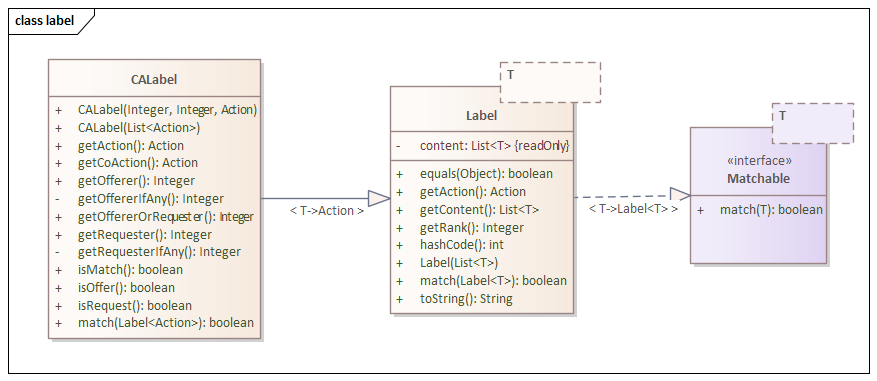 class label
CALabel
+ CALabel(Integer, Integer, Action)
+ CALabel(List<Action>)
+ getAction(): Action
+ getCoAction(): Action
+ getOfferer(): Integer
- getOffererIfAny(): Integer
+ getOffererOrRequester(): Integer
+ getRequester(): Integer
- getRequesterIfAny(): Integer
+ isMatch(): boolean
+ isOffer(): boolean
+ isRequest(): boolean
+ match(Label<Action>): boolean
< T->Action >
T
Label
- content: List<T> {readOnly}
+ equals(Object): boolean
+ getAction(): Action
+ getContent(): List<T>
+ getRank(): Integer
+ hashCode(): int
+ Label(List<T>)
+ match(Label<T>): boolean
+ toString(): String
< T->Label<T> >
T
«interface»
Matchable
+ match(T): boolean